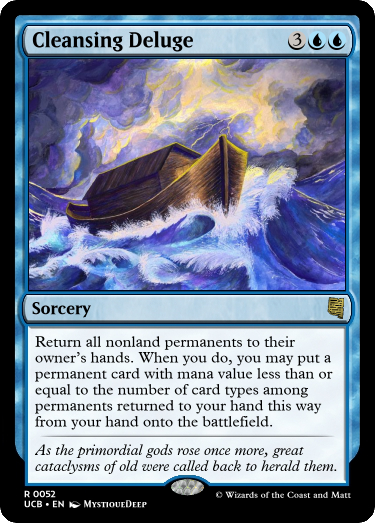 Cleansing Deluge 3
Sorcery
Return all nonland permanents to their
owner's hands. When you do, you may put a
permanent card with mana value less than or
equal to the number of card types among
permanents returned to your hand this way
from your hand onto the battlefield.
As the primordial gods rose once more, great
cataclysms of old were called back to herald them.
R 0052
UCB • EN MystiqueDeep
© Wizards of the Coast and Matt